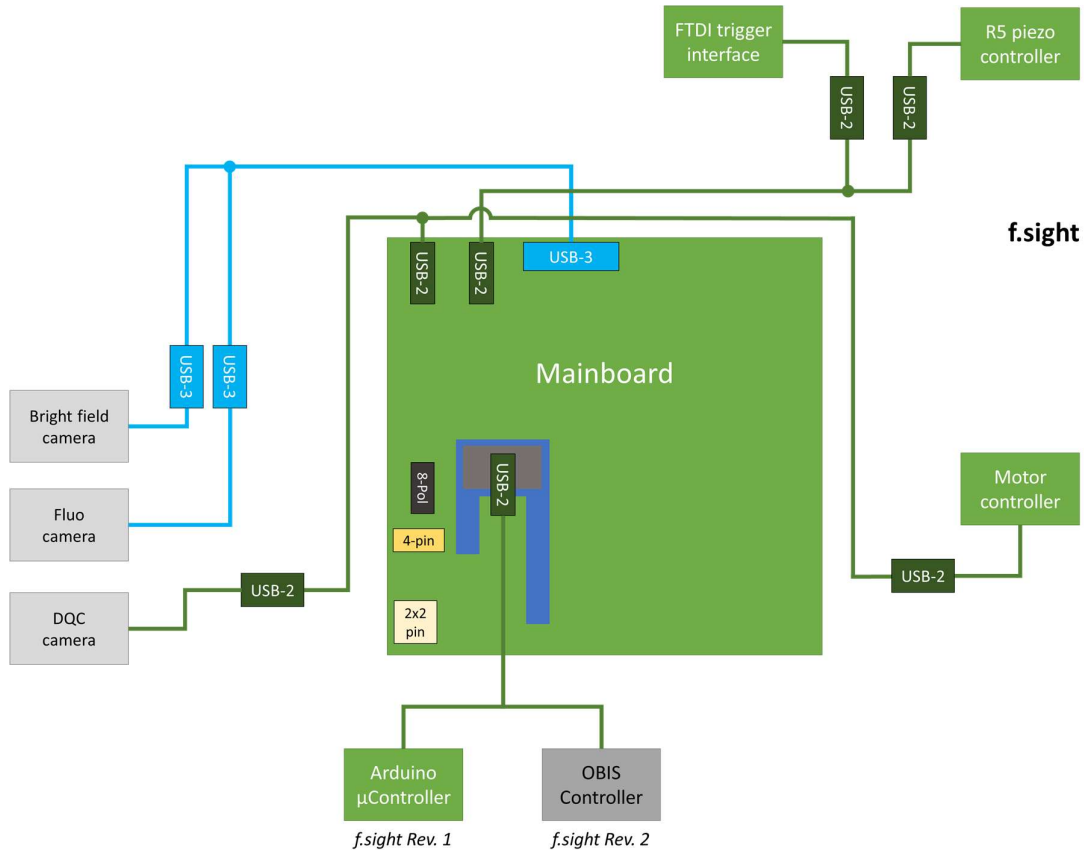 FTDI trigger
interface
R5 piezo
controller
USB-2
USB-2
f.sight
USB-2
USB-2
USB-3
USB-3
USB-3
Mainboard
Bright field
camera
8-Pol
USB-2
Motor
controller
Fluo
camera
4-pin
USB-2
USB-2
DQC
camera
2x2
pin
Arduino
µController
OBIS
Controller
f.sight Rev. 1
f.sight Rev. 2